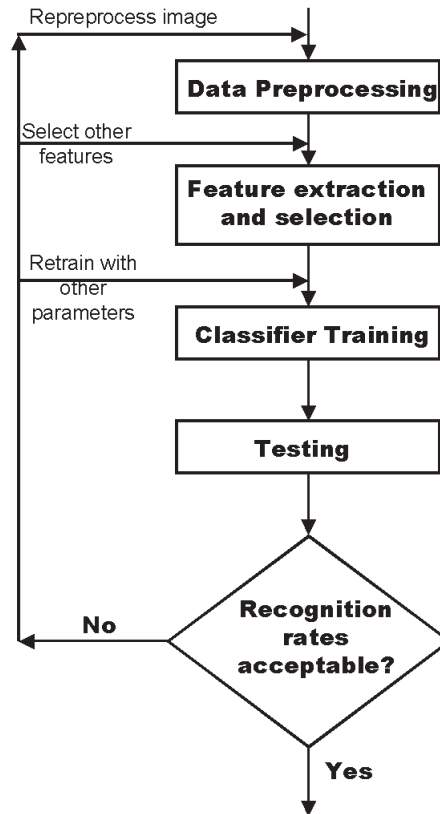 Repreprocess image
Data Preprocessing
Select other
features
Feature extraction
and selection
Retrain with
other
parameters
Classifier Training
Testing
Recognition
rates
acceptable?
No
Yes